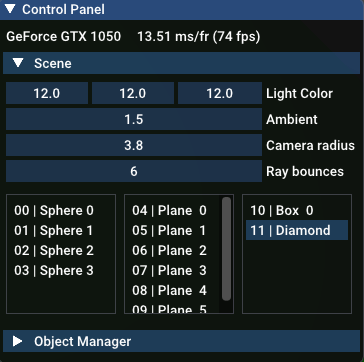 Control Panel
GeForce GTX 1050 13.51 ms/fr (74 fps)
Scene
12.0 12.0 12.0 Light Color
1.5 Ambient
3.8 Camera radius
6 Ray bounces
00 | Sphere 0
01 | Sphere 1
02 | Sphere 2
03 | Sphere 3
04 | Plane 0
05 | Plane 1
06 | Plane 2
07 | Plane 3
08 | Plane 4
09 | Plane 5
10 | Box 0
11 | Diamond
Object Manager